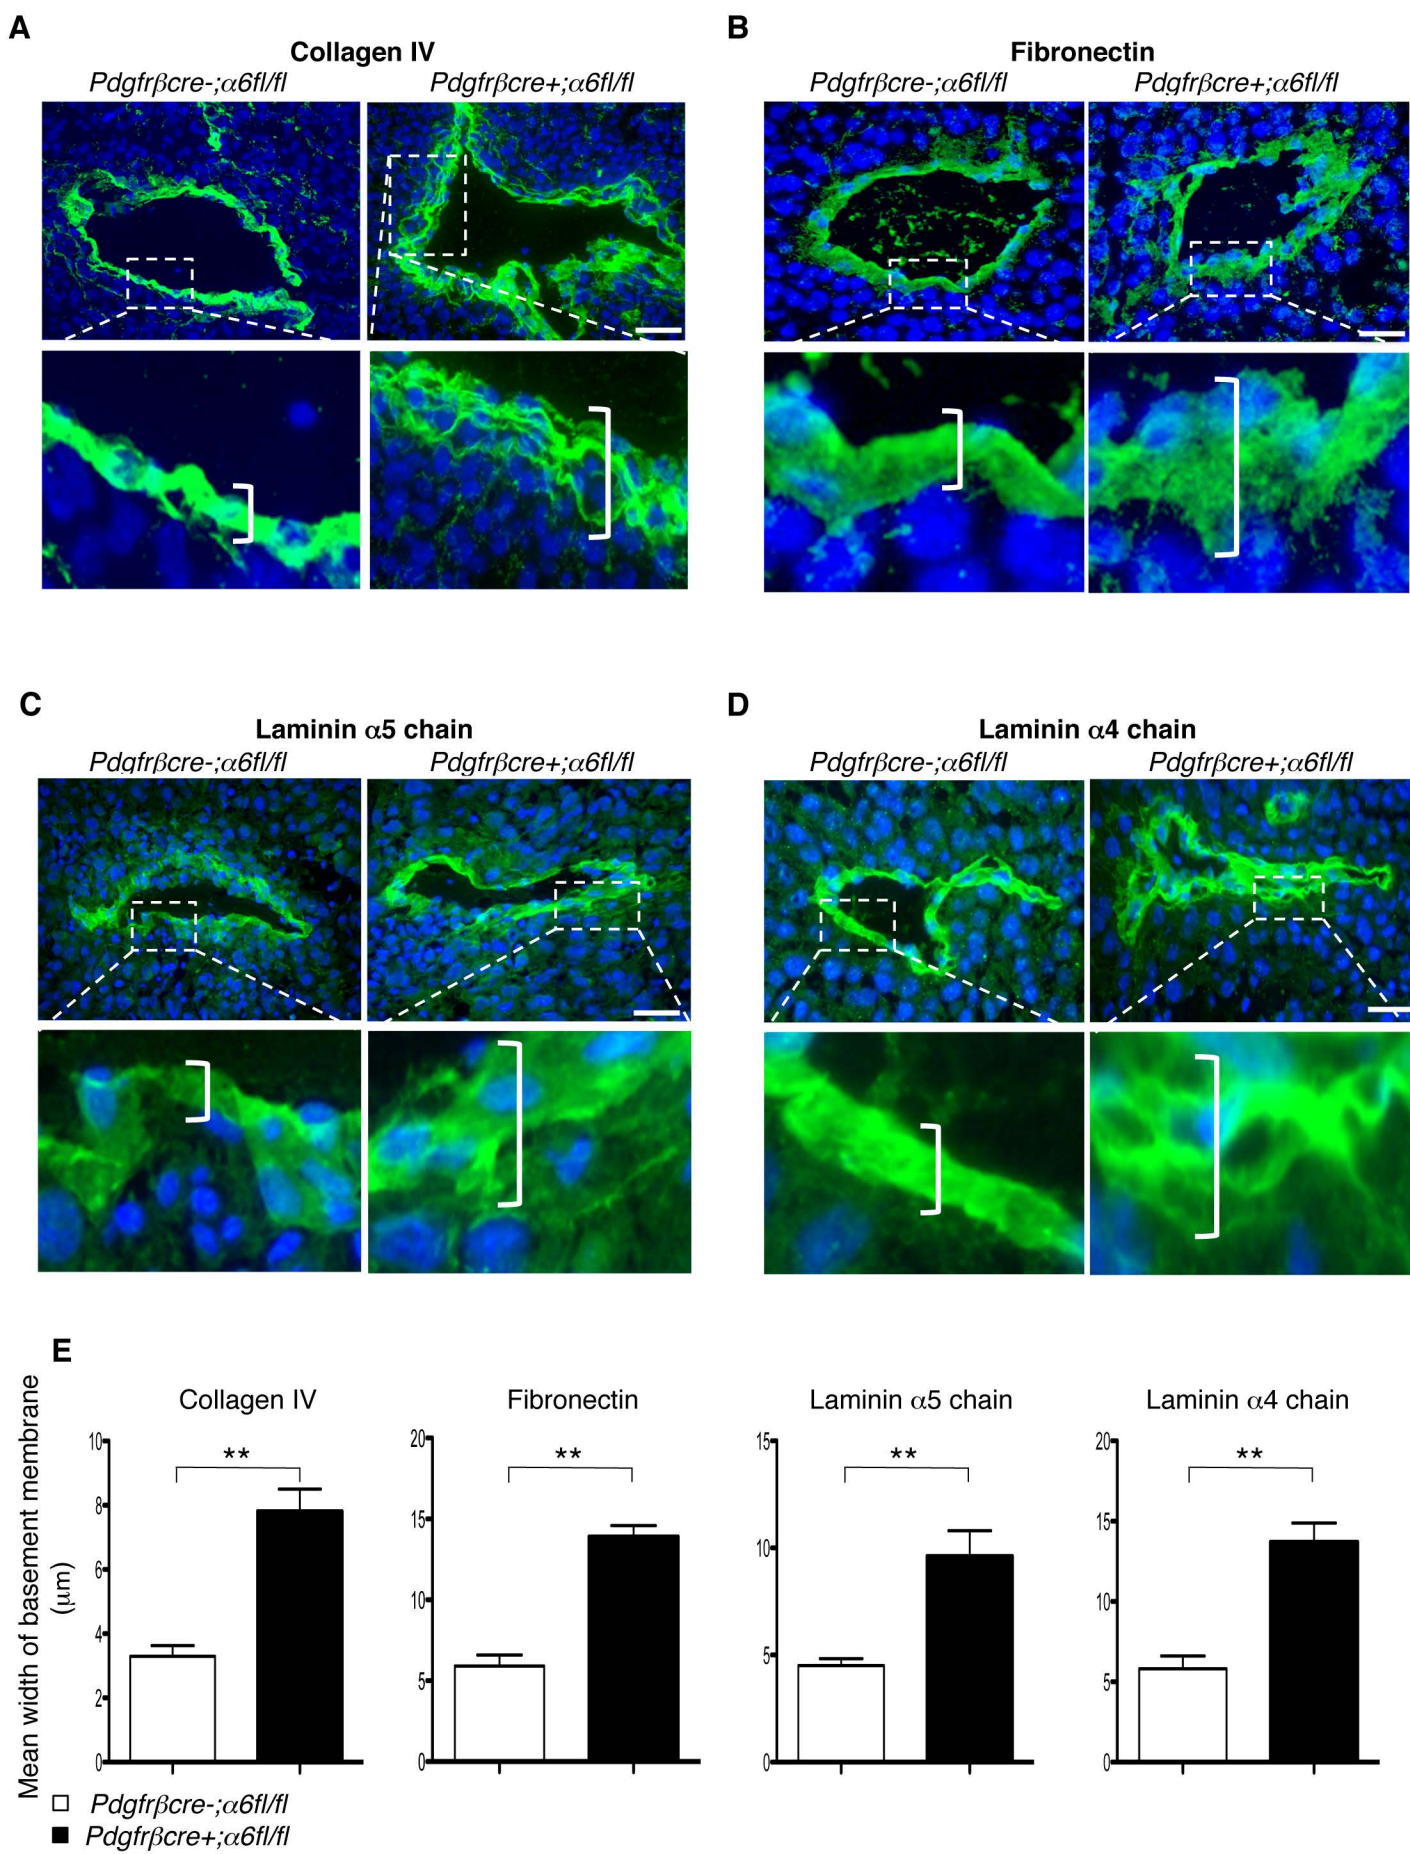 A
Collagen IV
Pdgfrβcre-;α6fl/fl
Pdgfrβcre+;α6fl/fl
B
Fibronectin
Pdgfrβcre-;α6fl/fl
Pdgfrβcre+;α6fl/fl
C
Laminin α5 chain
Pdgfrβcre-;α6fl/fl
Pdgfrβcre+;α6fl/fl
D
Laminin α4 chain
Pdgfrβcre-;α6fl/fl
Pdgfrβcre+;α6fl/fl
E
Mean width of basement membrane
(μm)
Collagen IV
**
10
8
6
4
2
0
Fibronectin
**
20
15
10
5
0
Laminin α5 chain
**
15
10
5
0
Laminin α4 chain
**
20
15
10
5
0
Pdgfrβcre-;α6fl/fl
Pdgfrβcre+;α6fl/fl